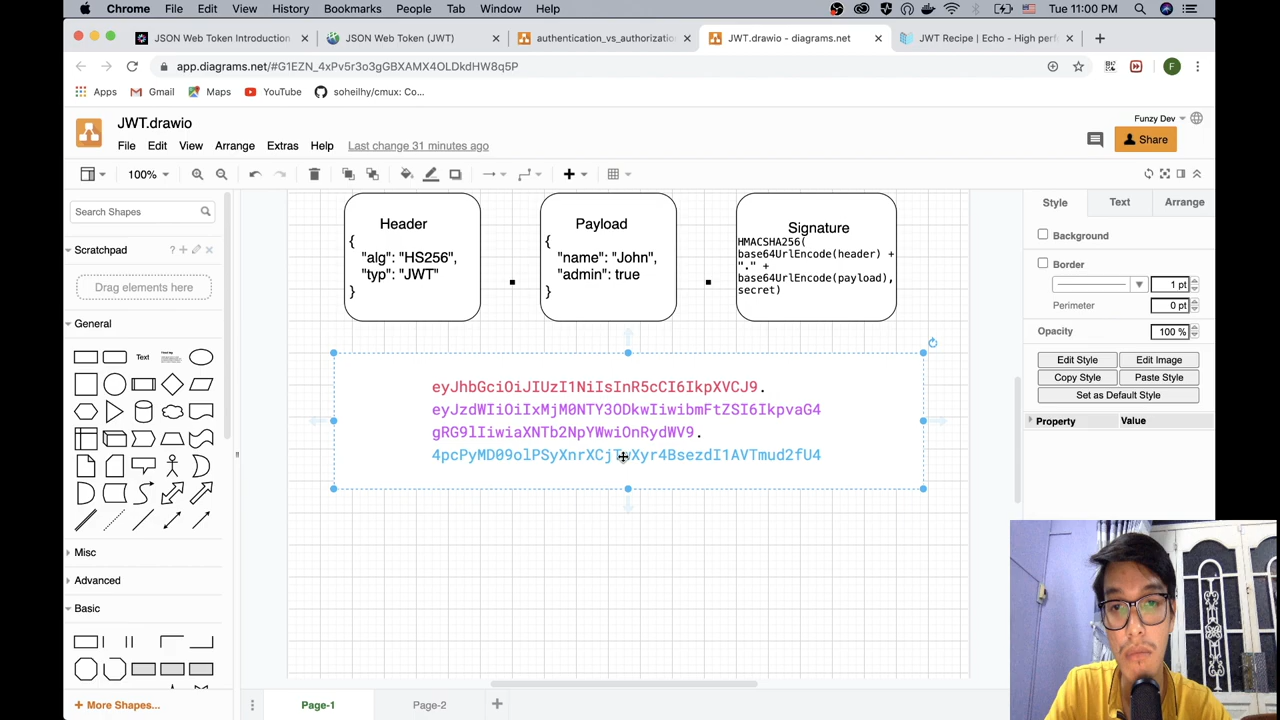 Chrome File Edit View History Bookmarks People Tab Window Help
Tue 11:00 PM
JSON Web Token Introduction
JSON Web Token (JWT)
authentication_vs_authorizatio
JWT.drawio - diagrams.net
JWT Recipe | Echo - High perf
app.diagrams.net/#G1EZN_4xPv5r3o3gGBXAMX4OLDkdHW8q5P
F
Apps Gmail Maps YouTube soheilhy/cmux: Co...
JWT.drawio
Funzy Dev
File Edit View Arrange Extras Help Last change 31 minutes ago
Share
100%
Search Shapes
Scratchpad
?
Drag elements here
General
Text
Misc
Advanced
Basic
+ More Shapes...
Header
{
"alg": "HS256",
"typ": "JWT"
}
.
Payload
{
"name": "John",
"admin": true
}
.
Signature
HMACSHA256(
base64UrlEncode(header) +
"." +
base64UrlEncode(payload),
secret)
eyJhbGciOiJIUzI1NiIsInR5cCI6IkpXVCJ9.
eyJzdWIiOiIxMjM0NTY3ODkwIiwibmFtZSI6IkpvaG4
gRG9lIiwiaXNTb2NpYWwiOnRydWV9.
4pcPyMD09olPSyXnrXCjTwXyr4BsezdI1AVTmud2fU4
Style Text Arrange
Background
Border
1 pt
Perimeter 0 pt
Opacity 100 %
Edit Style Edit Image
Copy Style Paste Style
Set as Default Style
Property Value
Page-1 Page-2